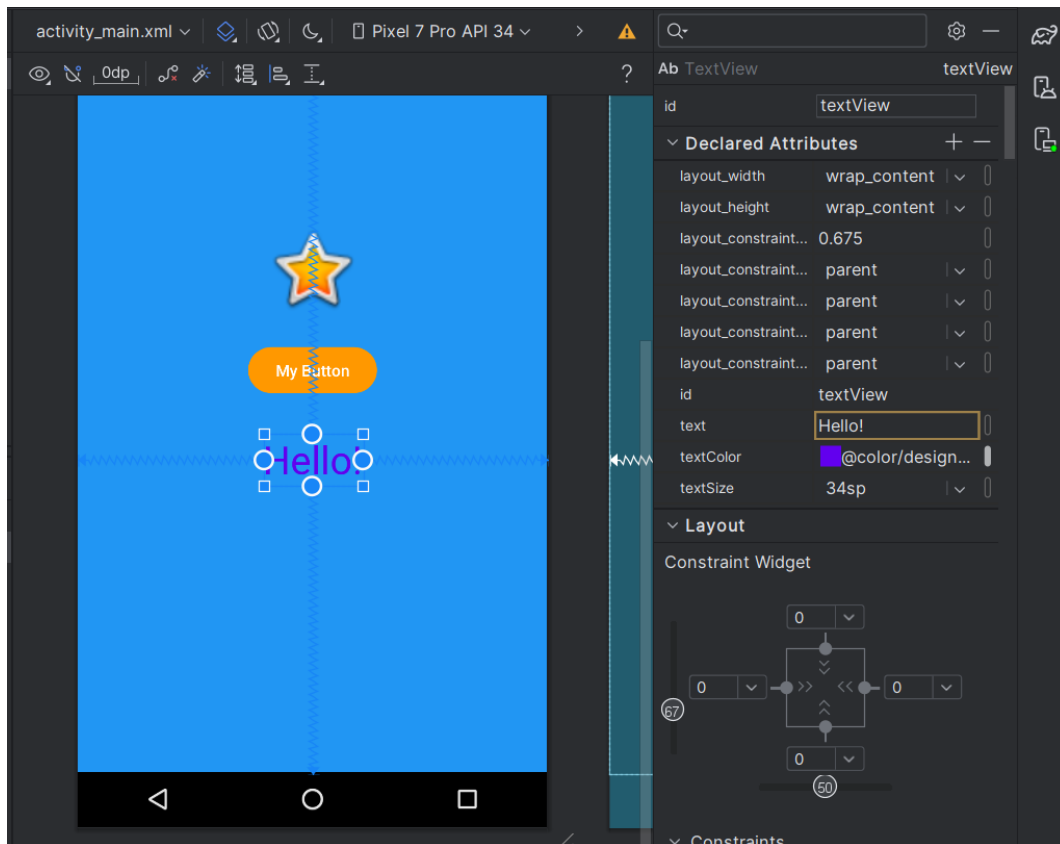 activity_main.xml
Pixel 7 Pro API 34
0dp
?
My Button
Hello!
Ab TextView textView
id textView
Declared Attributes
layout_width wrap_content
layout_height wrap_content
layout_constraint... 0.675
layout_constraint... parent
layout_constraint... parent
layout_constraint... parent
layout_constraint... parent
id textView
text Hello!
textColor @color/design...
textSize 34sp
Layout
Constraint Widget
0
0 0
67
0
50
Constraints